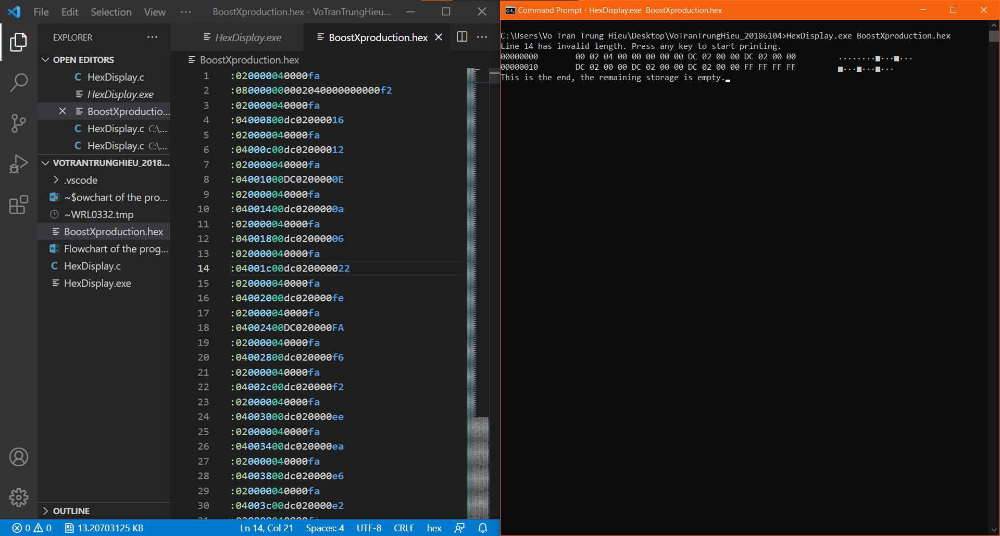 File Edit Selection View ··· BoostXproduction.hex - VoTranTrungHieu...
EXPLORER ···
OPEN EDITORS
HexDisplay.c
HexDisplay.exe
BoostXproductio...
HexDisplay.c C:\...
HexDisplay.c C:\...
VOTRANTRUNGHIEU_2018...
.vscode
~$owchart of the pro...
~WRL0332.tmp
BoostXproduction.hex
Flowchart of the prog...
HexDisplay.c
HexDisplay.exe
OUTLINE
HexDisplay.exe BoostXproduction.hex ···
BoostXproduction.hex
1 :020000040000fa
2 :080000000002040000000000f2
3 :020000040000fa
4 :04000800dc02000016
5 :020000040000fa
6 :04000c00dc02000012
7 :020000040000fa
8 :04001000DC0200000E
9 :020000040000fa
10 :04001400dc0200000a
11 :020000040000fa
12 :04001800dc02000006
13 :020000040000fa
14 :04001c00dc020000022
15 :020000040000fa
16 :04002000dc020000fe
17 :020000040000fa
18 :04002400DC020000FA
19 :020000040000fa
20 :04002800dc020000f6
21 :020000040000fa
22 :04002c00dc020000f2
23 :020000040000fa
24 :04003000dc020000ee
25 :020000040000fa
26 :04003400dc020000ea
27 :020000040000fa
28 :04003800dc020000e6
29 :020000040000fa
30 :04003c00dc020000e2
31 :020000040000fa
0 0 13.20703125 KB Ln 14, Col 21 Spaces: 4 UTF-8 CRLF hex
Command Prompt - HexDisplay.exe BoostXproduction.hex
C:\Users\Vo Tran Trung Hieu\Desktop\VoTranTrungHieu_20186104>HexDisplay.exe BoostXproduction.hex
Line 14 has invalid length. Press any key to start printing.
00000000 00 02 04 00 00 00 00 00 DC 02 00 00 DC 02 00 00 ........■...■...
00000010 DC 02 00 00 DC 02 00 00 DC 02 00 00 FF FF FF FF ■...■...■...
This is the end, the remaining storage is empty.